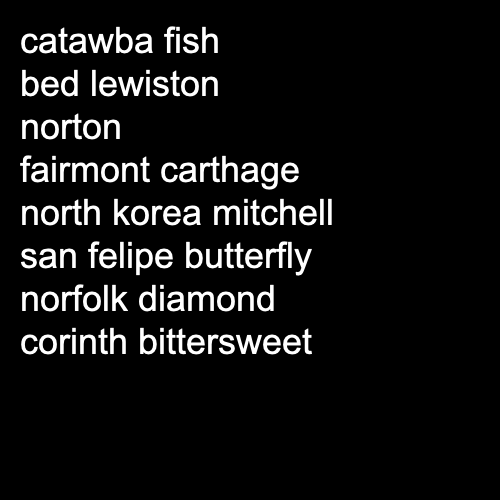 catawba fish
bed lewiston
norton
fairmont carthage
north korea mitchell
san felipe butterfly
norfolk diamond
corinth bittersweet